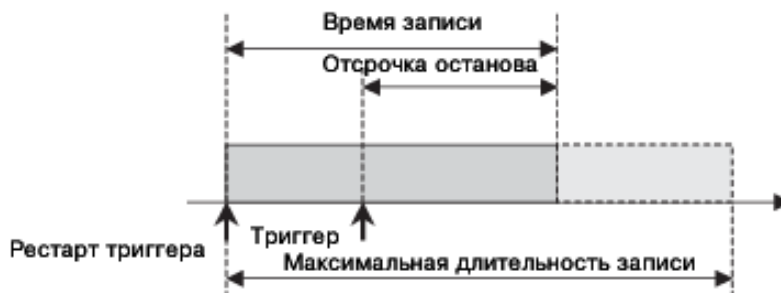 Время записи
Отсрочка останова
Триггер
Рестарт триггера
Максимальная длительность записи